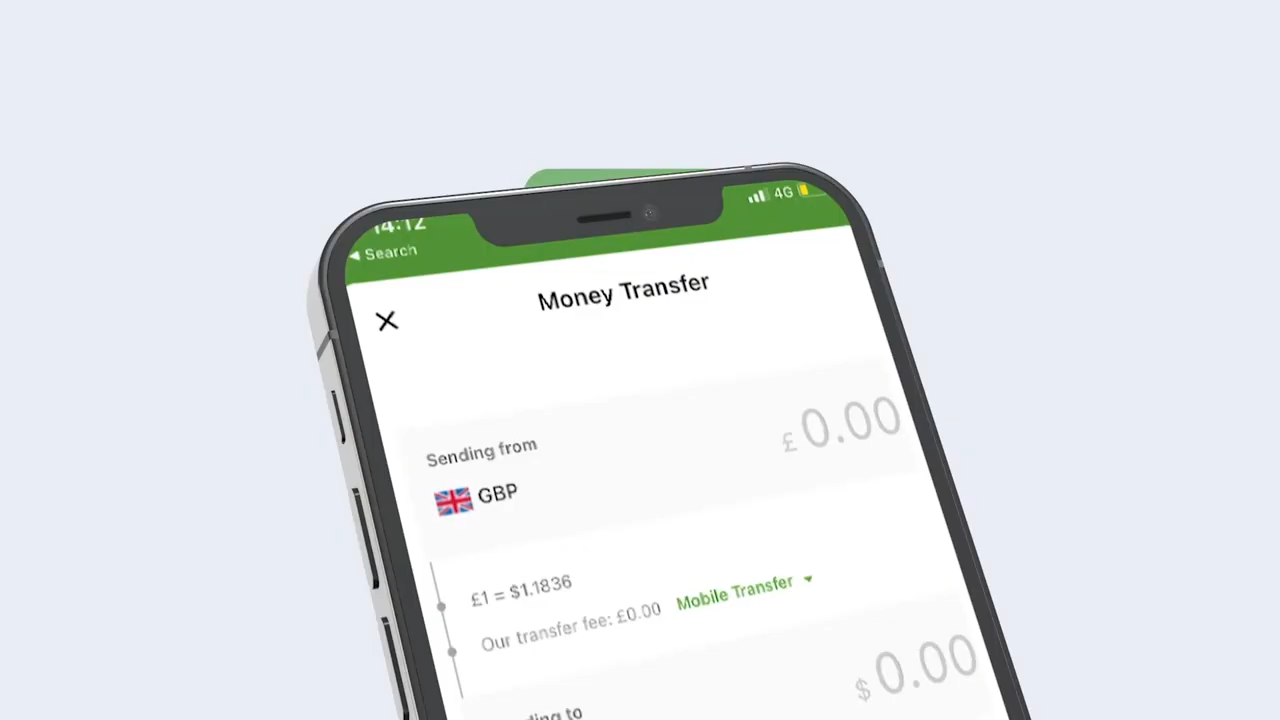 14:12
4G
◀ Search
Money Transfer
Sending from
£ 0.00
GBP
£1 = $1.1836
Our transfer fee: £0.00 Mobile Transfer
$ 0.00
to